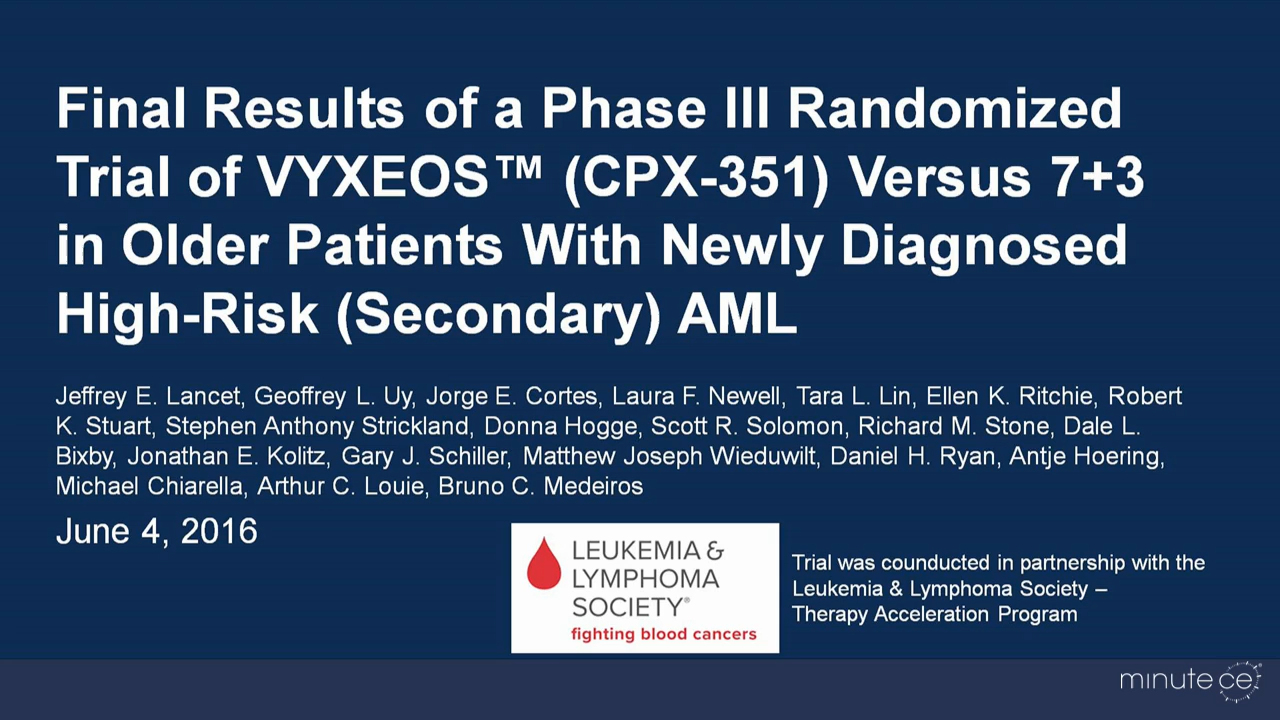 Final Results of a Phase III Randomized
Trial of VYXEOS™ (CPX-351) Versus 7+3
in Older Patients With Newly Diagnosed
High-Risk (Secondary) AML
Jeffrey E. Lancet, Geoffrey L. Uy, Jorge E. Cortes, Laura F. Newell, Tara L. Lin, Ellen K. Ritchie, Robert
K. Stuart, Stephen Anthony Strickland, Donna Hogge, Scott R. Solomon, Richard M. Stone, Dale L.
Bixby, Jonathan E. Kolitz, Gary J. Schiller, Matthew Joseph Wieduwilt, Daniel H. Ryan, Antje Hoering,
Michael Chiarella, Arthur C. Louie, Bruno C. Medeiros
June 4, 2016
LEUKEMIA &
LYMPHOMA
SOCIETY®
fighting blood cancers
Trial was counducted in partnership with the
Leukemia & Lymphoma Society –
Therapy Acceleration Program
minute ce®